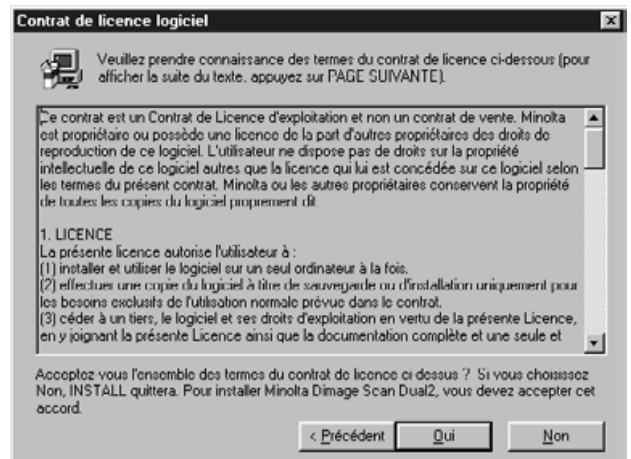 Contrat de licence logiciel
Veuillez prendre connaissance des termes du contrat de licence ci-dessous (pour
afficher la suite du texte, appuyez sur PAGE SUIVANTE).
Ce contrat est un Contrat de Licence d'exploitation et non un contrat de vente. Minolta
est propriétaire ou possède une licence de la part d'autres propriétaires des droits de
reproduction de ce logiciel. L'utilisateur ne dispose pas de droits sur la propriété
intellectuelle de ce logiciel autres que la licence qui lui est concédée sur ce logiciel selon
les termes du présent contrat. Minolta ou les autres propriétaires conservent la propriété
de toutes les copies du logiciel proprement dit.
1. LICENCE
La présente licence autorise l'utilisateur à :
(1) installer et utiliser le logiciel sur un seul ordinateur à la fois.
(2) effectuer une copie du logiciel à titre de sauvegarde ou d'installation uniquement pour
les besoins exclusifs de l'utilisation normale prévue dans le contrat.
(3) céder à un tiers, le logiciel et ses droits d'exploitation en vertu de la présente Licence,
en y joignant la présente Licence ainsi que la documentation complète et une seule et
Acceptez vous l'ensemble des termes du contrat de licence ci dessus ? Si vous choisissez
Non, INSTALL quittera. Pour installer Minolta Dimage Scan Dual2, vous devez accepter cet
accord.
< Précédent Oui Non